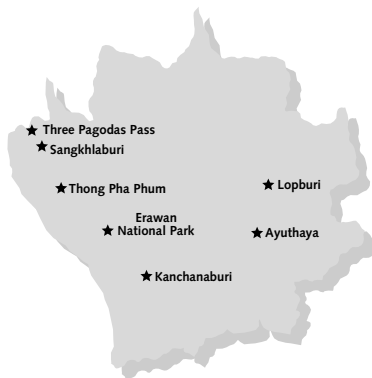 Three Pagodas Pass
Sangkhlaburi
Thong Pha Phum
Lopburi
Erawan
National Park
Ayuthaya
Kanchanaburi